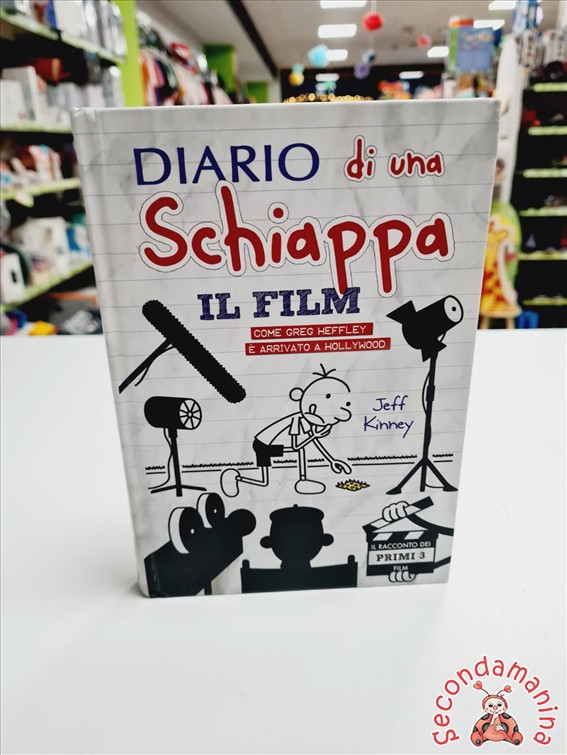 DIARIO di una
Schiappa
IL FILM
COME GREG HEFFLEY
È ARRIVATO A HOLLYWOOD
Jeff
Kinney
IL RACCONTO DEI
PRIMI 3
FILM
Secondamanina